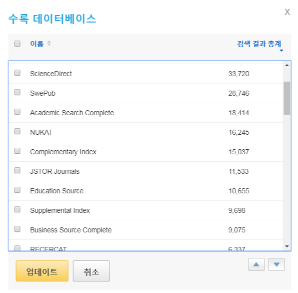 수록 데이터베이스
X
이름 검색 결과 총계
ScienceDirect 33,720
SwePub 26,746
Academic Search Complete 18,414
NUKAT 16,245
Complementary Index 15,037
JSTOR Journals 11,533
Education Source 10,655
Supplemental Index 9,698
Business Source Complete 9,075
RECERCAT 6,337
업데이트 취소